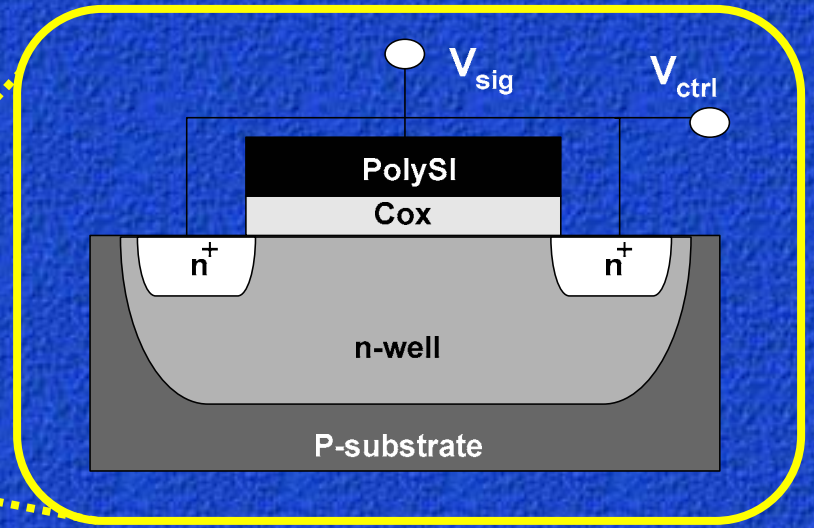 Vsig
Vctrl
PolySI
Cox
n+ n+
n-well
P-substrate